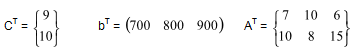 Cᵀ = {9 10} bᵀ = (700 800 900) Aᵀ = {7 10 6
10 8 15}